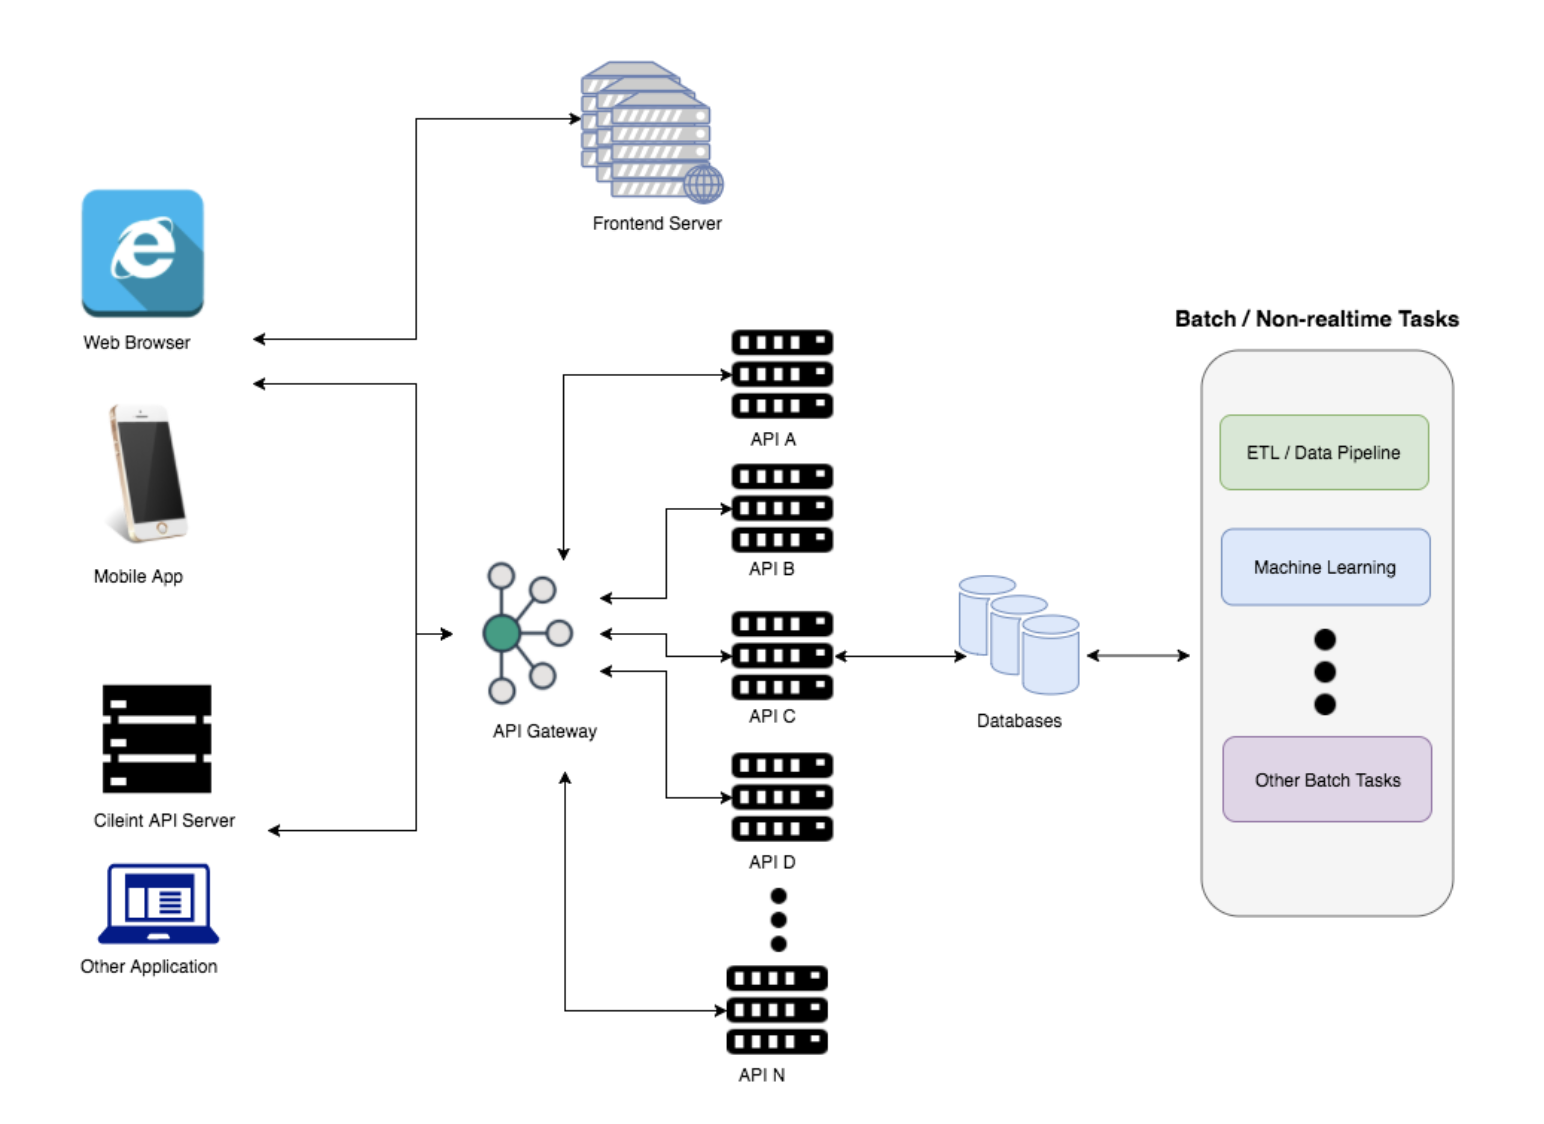 Frontend Server
Web Browser
Mobile App
Cileint API Server
Other Application
API Gateway
API A
API B
API C
API D
API N
Databases
Batch / Non-realtime Tasks
ETL / Data Pipeline
Machine Learning
Other Batch Tasks